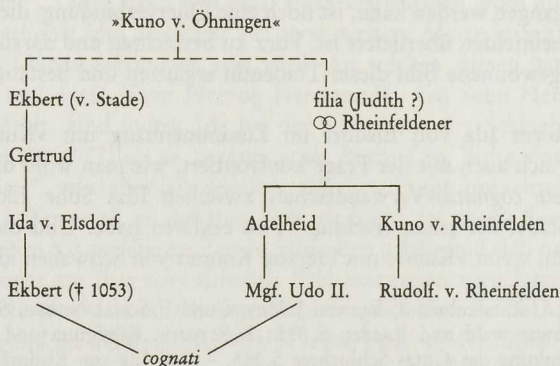 »Kuno v. Öhningen«
Ekbert (v. Stade) filia (Judith ?)
Rheinfeldener
Gertrud
Ida v. Elsdorf Adelheid Kuno v. Rheinfelden
Ekbert († 1053) Mgf. Udo II. Rudolf. v. Rheinfelden
cognati